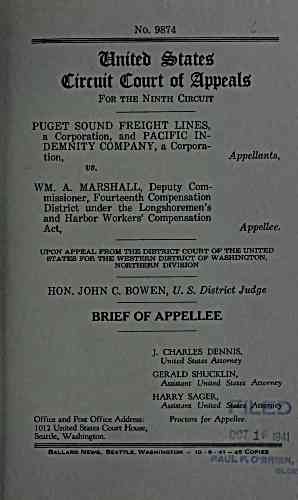 No. 9874
United States
Circuit Court of Appeals
FOR THE NINTH CIRCUIT
PUGET SOUND FREIGHT LINES,
a Corporation, and PACIFIC IN-
DEMNITY COMPANY, a Corpora-
tion, Appellants,
vs.
WM. A. MARSHALL, Deputy Com-
missioner, Fourteenth Compensation
District under the Longshoremen's
and Harbor Workers' Compensation
Act, Appellee.
UPON APPEAL FROM THE DISTRICT COURT OF THE UNITED
STATES FOR THE WESTERN DISTRICT OF WASHINGTON,
NORTHERN DIVISION
HON. JOHN C. BOWEN, U. S. District Judge
BRIEF OF APPELLEE
J. CHARLES DENNIS,
United States Attorney
GERALD SHUCKLIN,
Assistant United States Attorney
HARRY SAGER,
Assistant United States Attorney
Office and Post Office Address: Proctors for Appellee.
1012 United States Court House,
Seattle, Washington.
FILED
OCT 1 1941
BALLARD NEWS, SEATTLE, WASHINGTON — 10 - 8 - 41 - 45 COPIES
PAUL P. O'BRIEN,